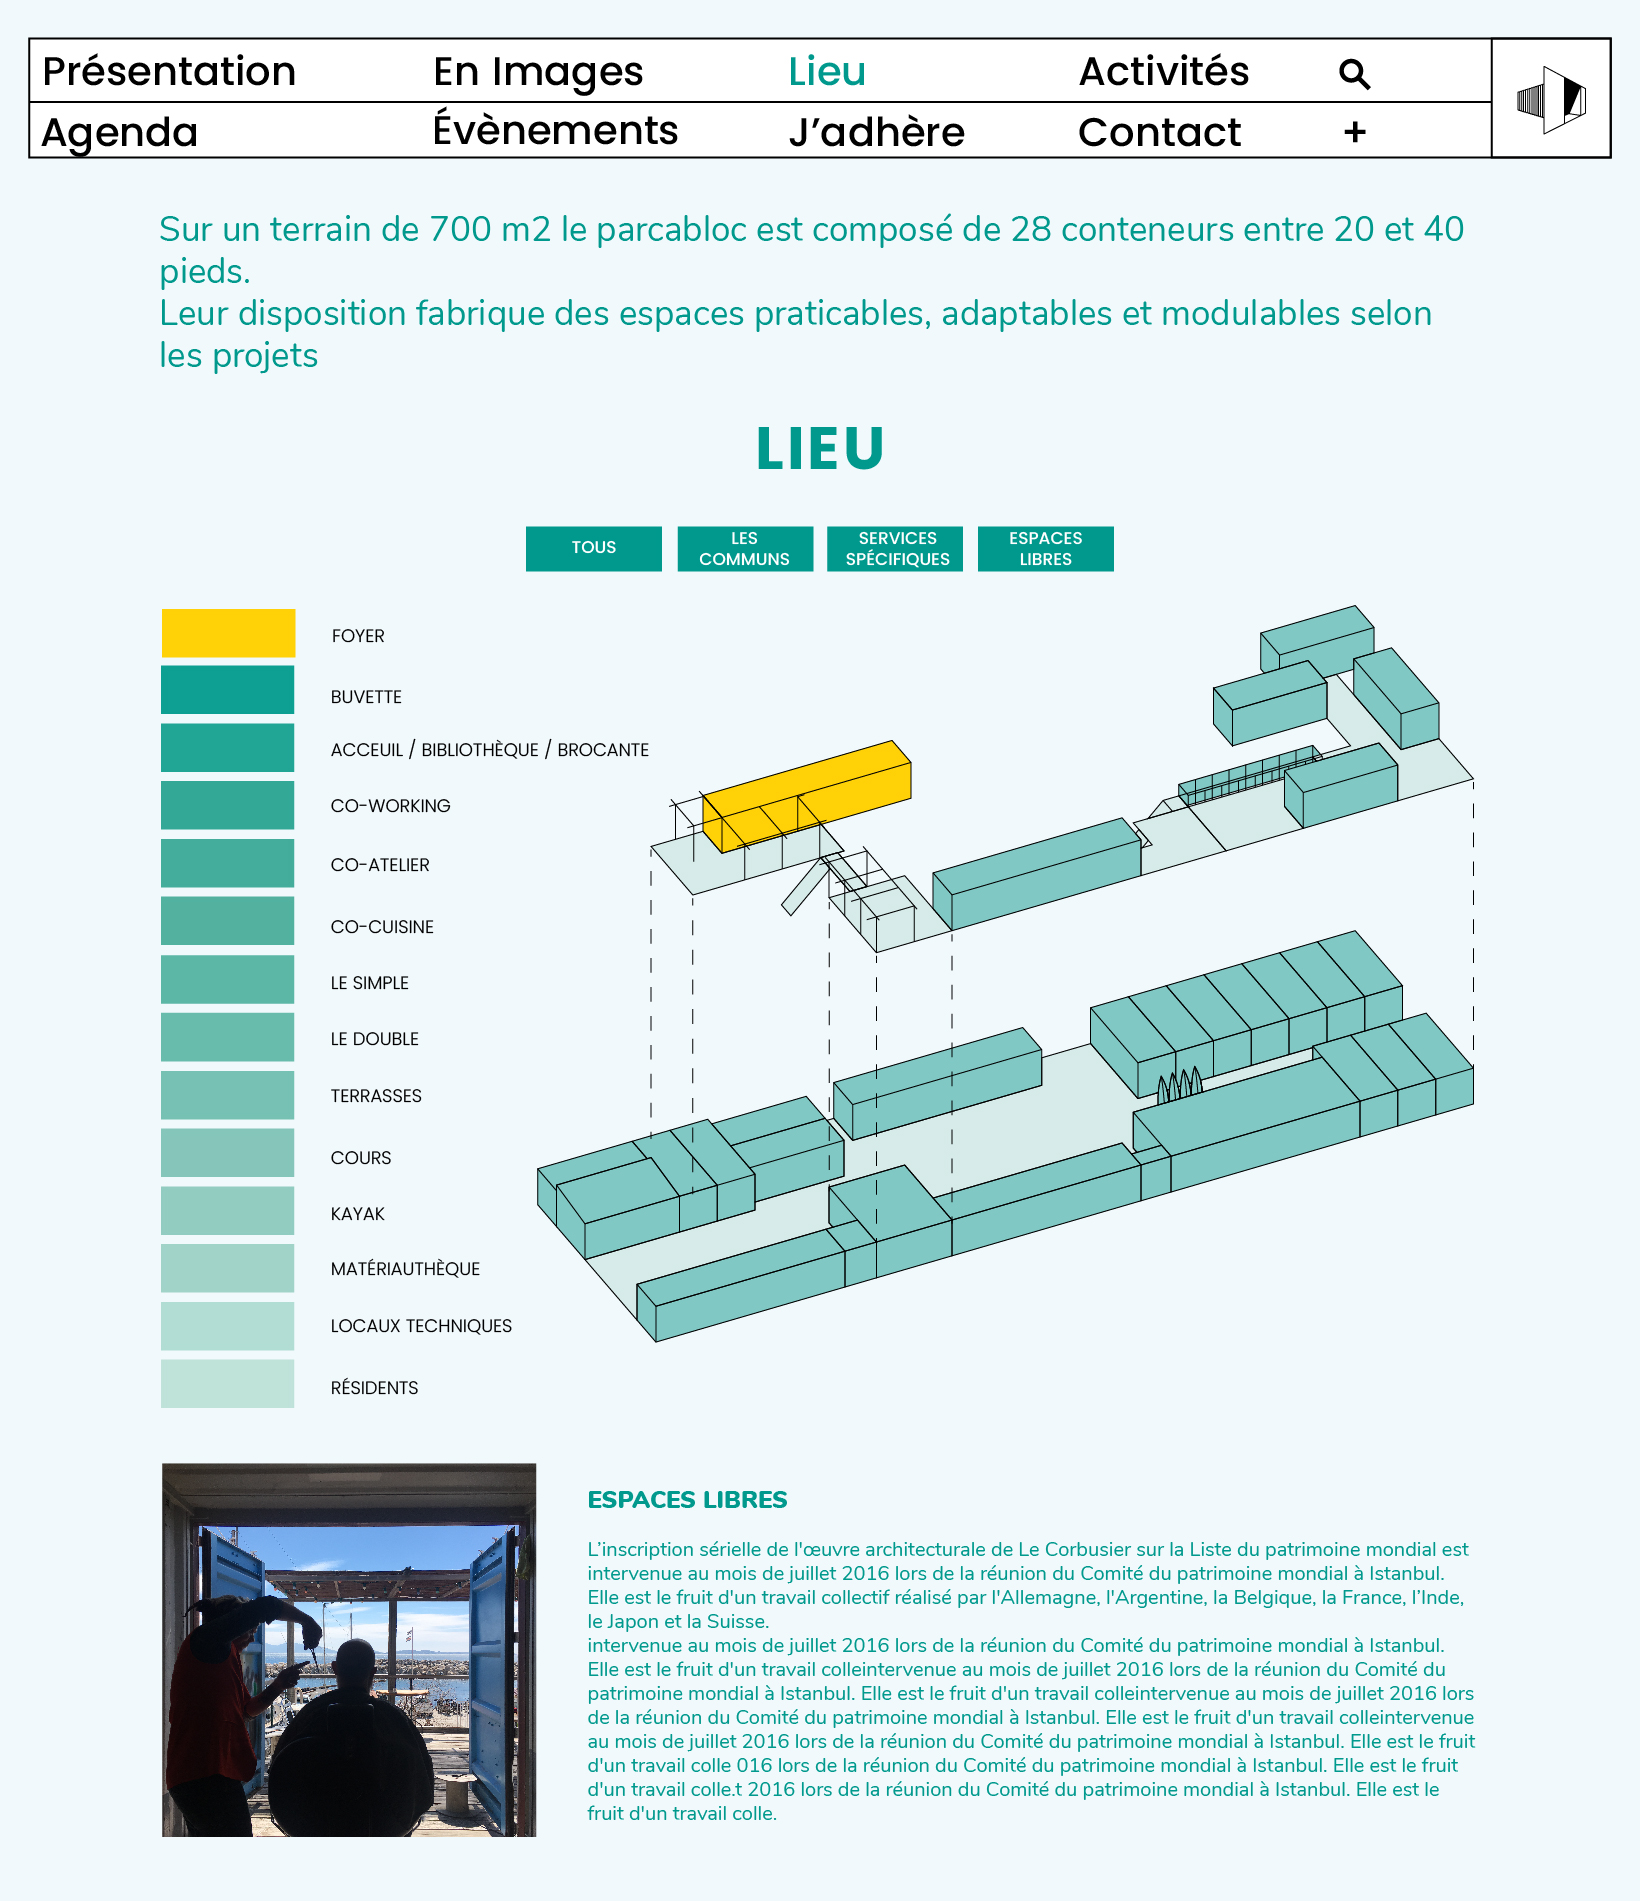 Présentation
En Images
Lieu
Activités
Agenda
Évènements
J’adhère
Contact
+
Sur un terrain de 700 m2 le parcabloc est composé de 28 conteneurs entre 20 et 40
pieds.
Leur disposition fabrique des espaces praticables, adaptables et modulables selon
les projets
LIEU
TOUS
LES
COMMUNS
SERVICES
SPÉCIFIQUES
ESPACES
LIBRES
FOYER
BUVETTE
ACCEUIL / BIBLIOTHÈQUE / BROCANTE
CO-WORKING
CO-ATELIER
CO-CUISINE
LE SIMPLE
LE DOUBLE
TERRASSES
COURS
KAYAK
MATÉRIAUTHÈQUE
LOCAUX TECHNIQUES
RÉSIDENTS
ESPACES LIBRES
L’inscription sérielle de l'œuvre architecturale de Le Corbusier sur la Liste du patrimoine mondial est
intervenue au mois de juillet 2016 lors de la réunion du Comité du patrimoine mondial à Istanbul.
Elle est le fruit d'un travail collectif réalisé par l'Allemagne, l'Argentine, la Belgique, la France, l’Inde,
le Japon et la Suisse.
intervenue au mois de juillet 2016 lors de la réunion du Comité du patrimoine mondial à Istanbul.
Elle est le fruit d'un travail colleintervenue au mois de juillet 2016 lors de la réunion du Comité du
patrimoine mondial à Istanbul. Elle est le fruit d'un travail colleintervenue au mois de juillet 2016 lors
de la réunion du Comité du patrimoine mondial à Istanbul. Elle est le fruit d'un travail colleintervenue
au mois de juillet 2016 lors de la réunion du Comité du patrimoine mondial à Istanbul. Elle est le fruit
d'un travail colle 016 lors de la réunion du Comité du patrimoine mondial à Istanbul. Elle est le fruit
d'un travail colle.t 2016 lors de la réunion du Comité du patrimoine mondial à Istanbul. Elle est le
fruit d'un travail colle.